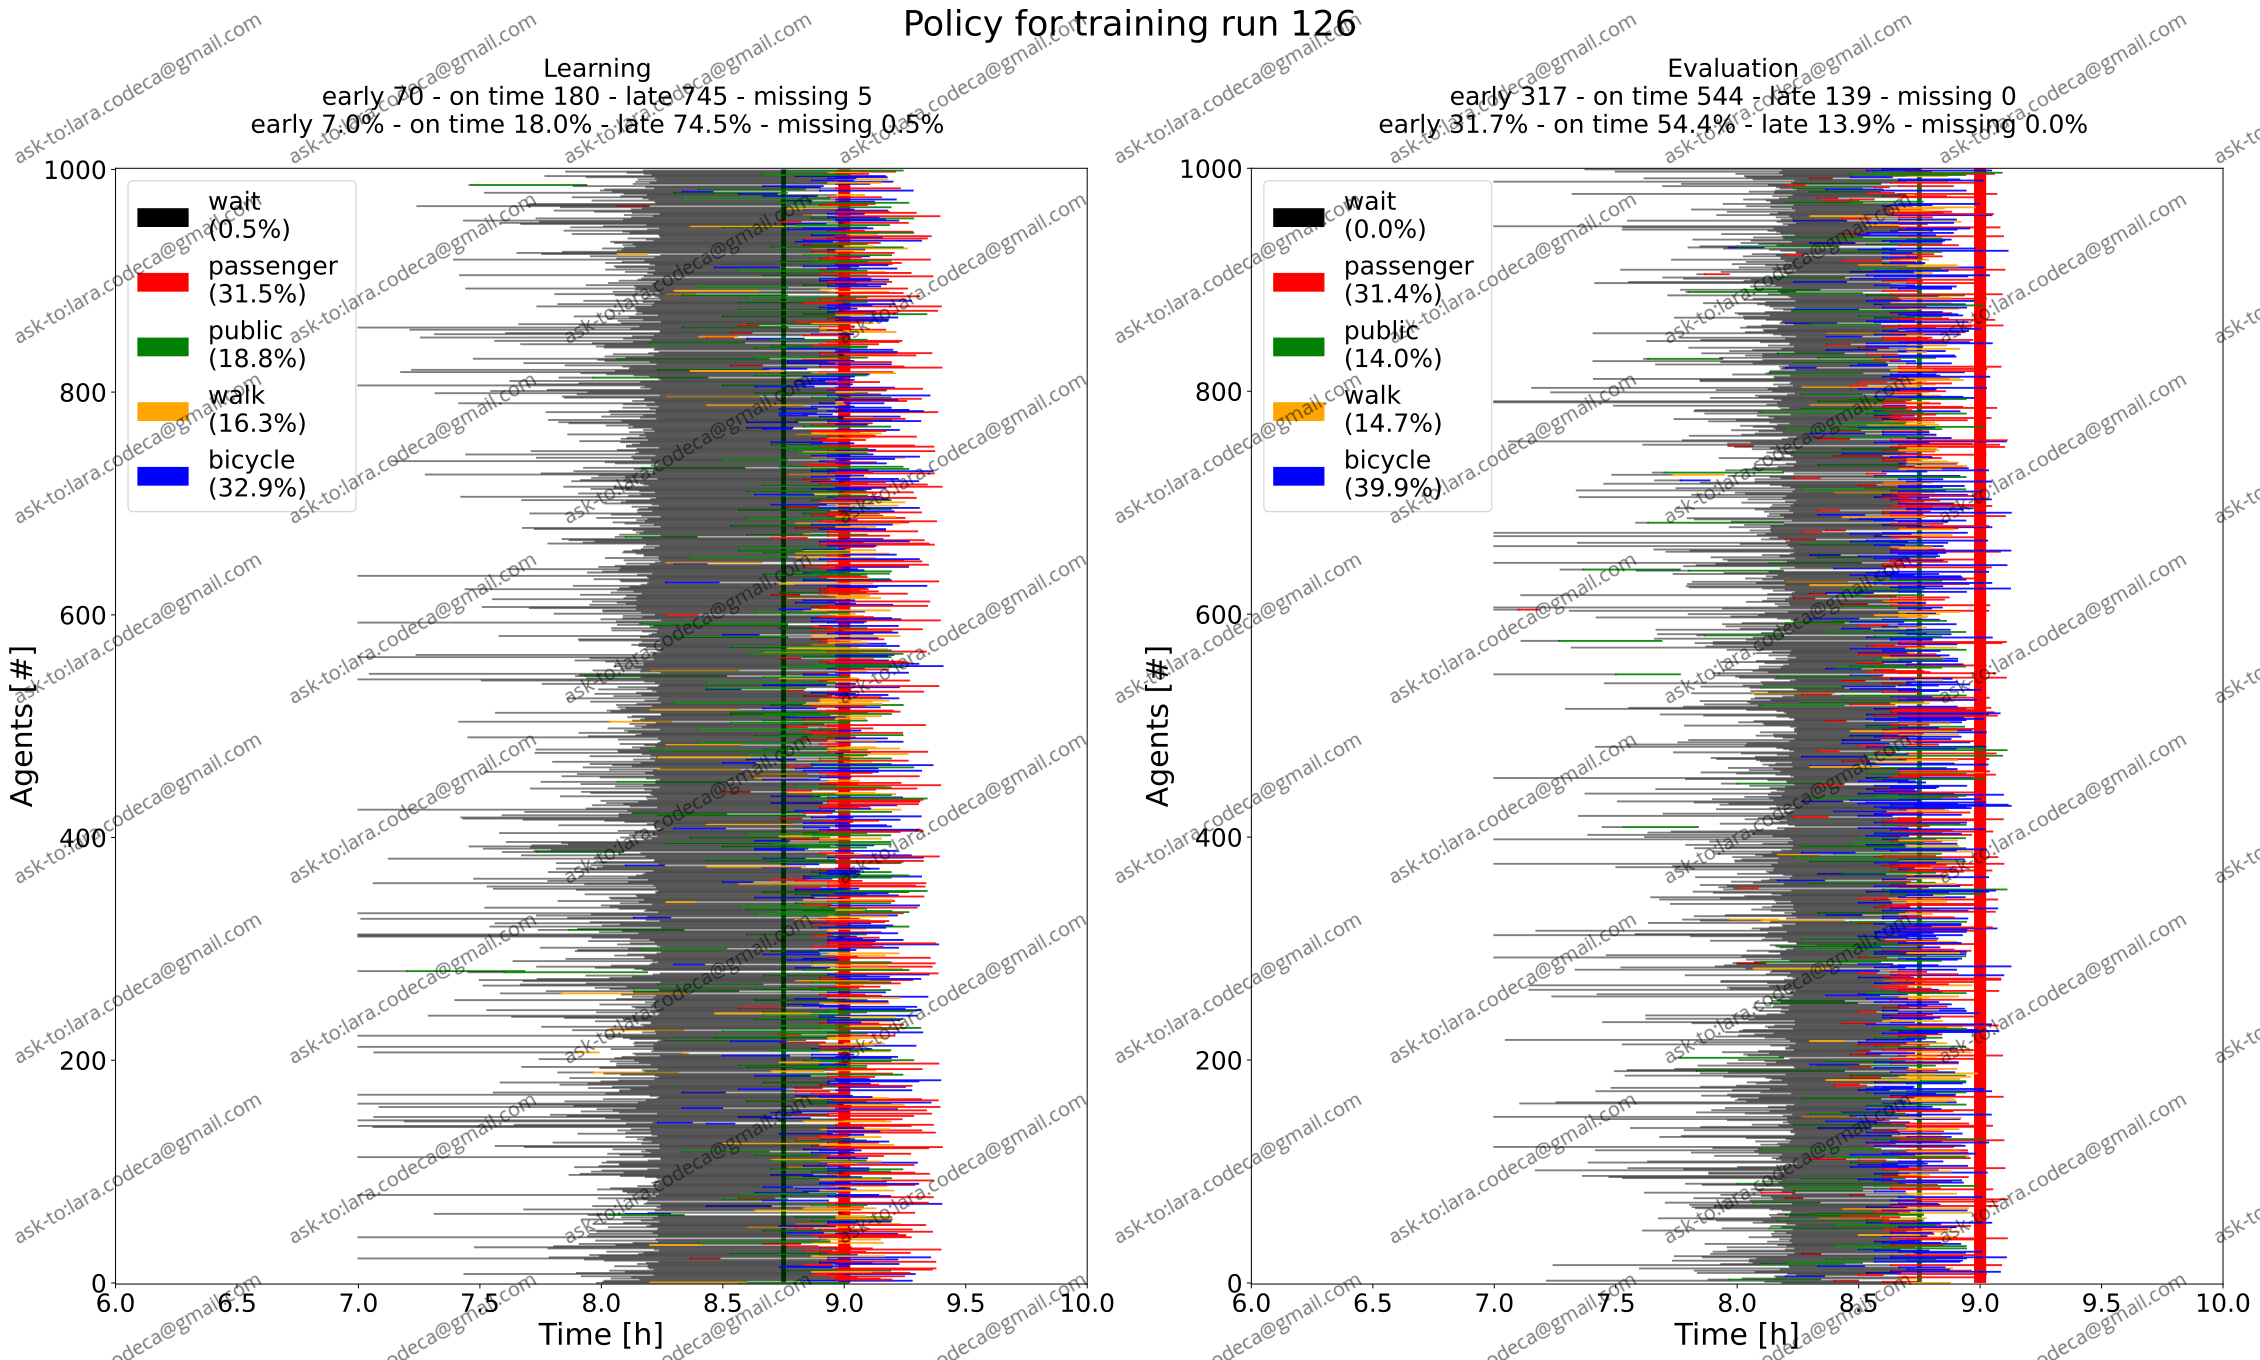 Policy for training run 126
Learning
early 70 - on time 180 - late 745 - missing 5
early 7.0% - on time 18.0% - late 74.5% - missing 0.5%
wait
(0.5%)
passenger
(31.5%)
public
(18.8%)
walk
(16.3%)
bicycle
(32.9%)
Agents [#]
1000
800
600
400
200
0
6.0 6.5 7.0 7.5 8.0 8.5 9.0 9.5 10.0
Time [h]
Evaluation
early 317 - on time 544 - late 139 - missing 0
early 31.7% - on time 54.4% - late 13.9% - missing 0.0%
wait
(0.0%)
passenger
(31.4%)
public
(14.0%)
walk
(14.7%)
bicycle
(39.9%)
Agents [#]
1000
800
600
400
200
0
6.0 6.5 7.0 7.5 8.0 8.5 9.0 9.5 10.0
Time [h]
ask-to:lara.codeca@gmail.com